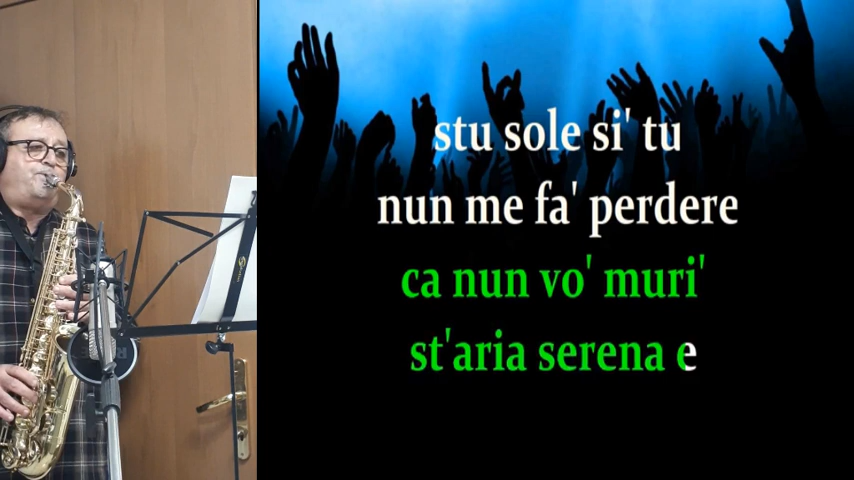 stu sole si' tu
nun me fa' perdere
ca nun vo' muri'
st'aria serena e